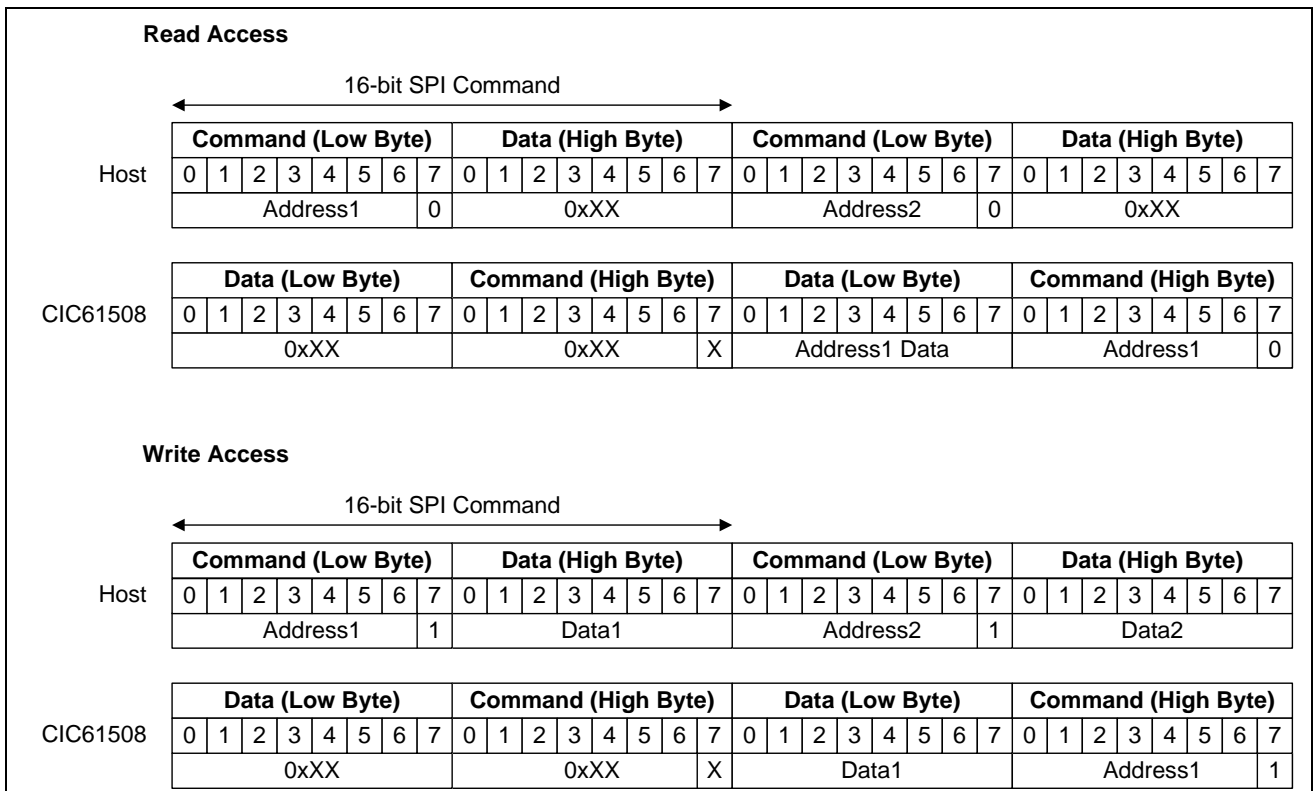 Read Access
16-bit SPI Command
Command (Low Byte) Data (High Byte) Command (Low Byte) Data (High Byte)
Host 0 1 2 3 4 5 6 7 0 1 2 3 4 5 6 7 0 1 2 3 4 5 6 7 0 1 2 3 4 5 6 7
Address1 0 0xXX Address2 0 0xXX
Data (Low Byte) Command (High Byte) Data (Low Byte) Command (High Byte)
CIC61508 0 1 2 3 4 5 6 7 0 1 2 3 4 5 6 7 0 1 2 3 4 5 6 7 0 1 2 3 4 5 6 7
0xXX 0xXX X Address1 Data Address1 0
Write Access
16-bit SPI Command
Command (Low Byte) Data (High Byte) Command (Low Byte) Data (High Byte)
Host 0 1 2 3 4 5 6 7 0 1 2 3 4 5 6 7 0 1 2 3 4 5 6 7 0 1 2 3 4 5 6 7
Address1 1 Data1 Address2 1 Data2
Data (Low Byte) Command (High Byte) Data (Low Byte) Command (High Byte)
CIC61508 0 1 2 3 4 5 6 7 0 1 2 3 4 5 6 7 0 1 2 3 4 5 6 7 0 1 2 3 4 5 6 7
0xXX 0xXX X Data1 Address1 1